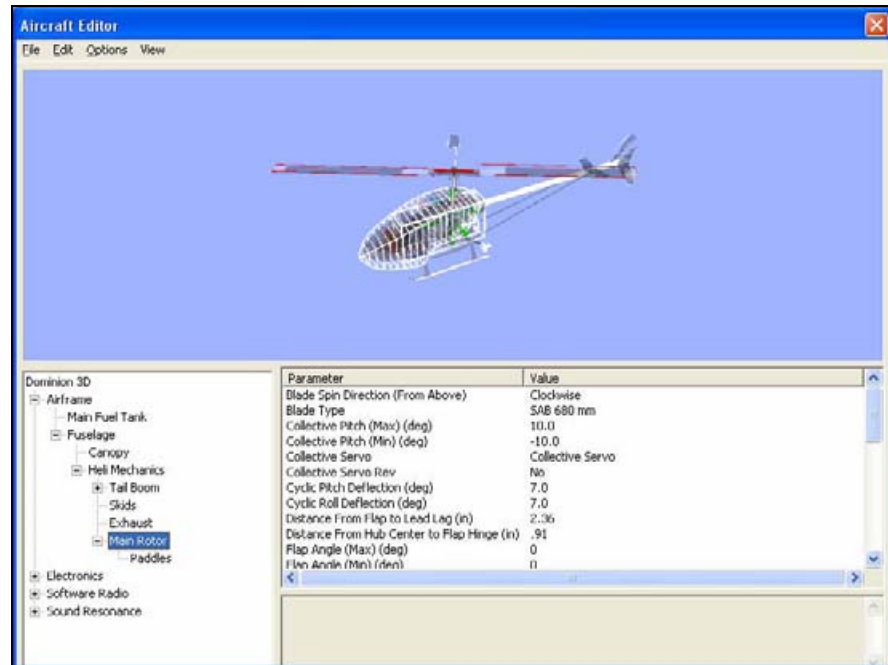 Aircraft Editor
File Edit Options View
Dominion 3D
Airframe
Main Fuel Tank
Fuselage
Canopy
Heli Mechanics
Tail Boom
Skids
Exhaust
Main Rotor
Paddles
Electronics
Software Radio
Sound Resonance
Parameter Value
Blade Spin Direction (From Above) Clockwise
Blade Type SAB 680 mm
Collective Pitch (Max) (deg) 10.0
Collective Pitch (Min) (deg) -10.0
Collective Servo Collective Servo
Collective Servo Rev No
Cyclic Pitch Deflection (deg) 7.0
Cyclic Roll Deflection (deg) 7.0
Distance From Flap to Lead Lag (in) 2.36
Distance From Hub Center to Flap Hinge (in) .91
Flap Angle (Max) (deg) 0
Flap Angle (Min) (deg) 0